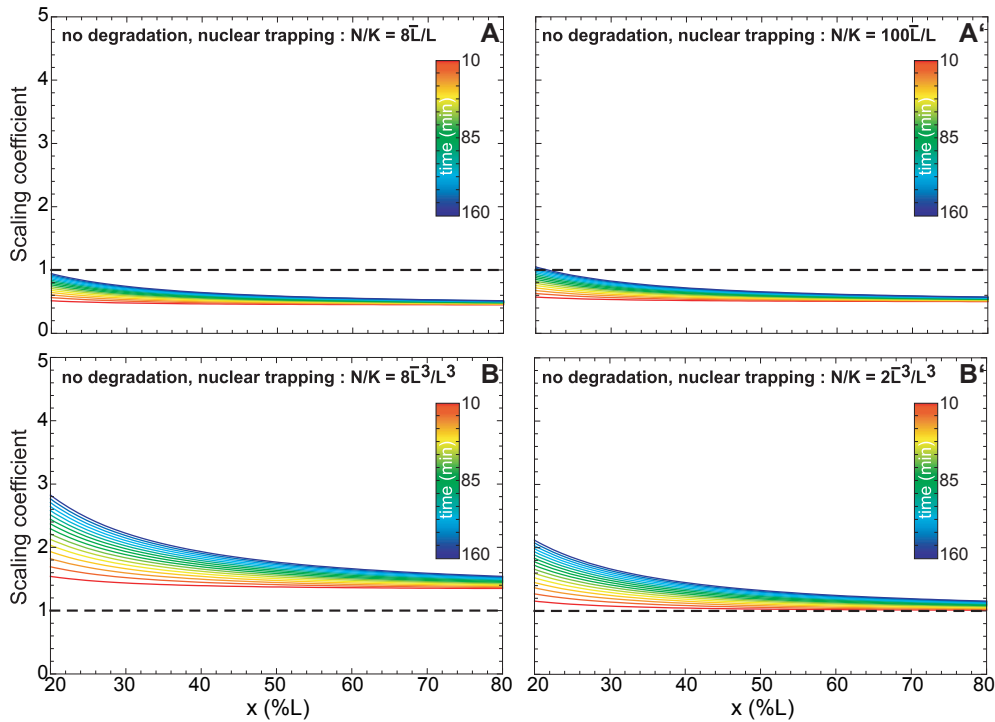 no degradation, nuclear trapping : N/K = 8L̄/L A
5
4
3
2
1
0
Scaling coefficient
10
85
160
time (min)
no degradation, nuclear trapping : N/K = 100L̄/L A‘
10
85
160
time (min)
no degradation, nuclear trapping : N/K = 8L̄³/L³ B
5
4
3
2
1
0
Scaling coefficient
10
85
160
time (min)
20 30 40 50 60 70 80
x (%L)
no degradation, nuclear trapping : N/K = 2L̄³/L³ B‘
10
85
160
time (min)
20 30 40 50 60 70 80
x (%L)